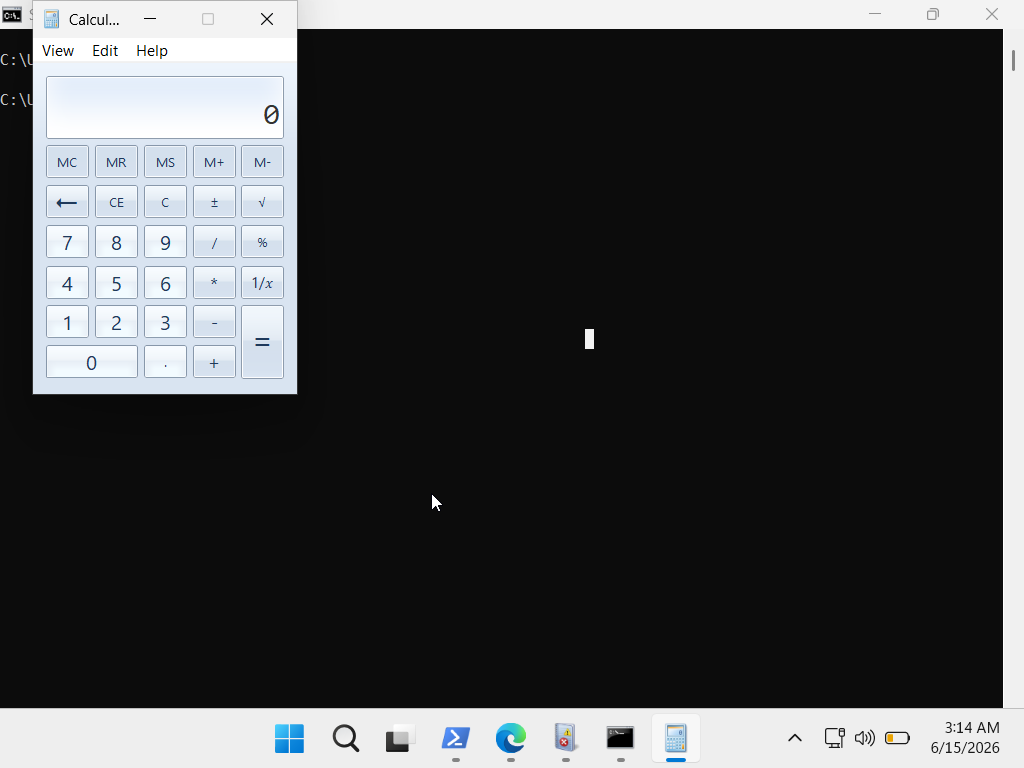 Calcul...
View Edit Help
C:\U
C:\U
0
MC MR MS M+ M-
← CE C ± √
7 8 9 / %
4 5 6 * 1/x
1 2 3 - =
0 . +
3:14 AM
6/15/2026